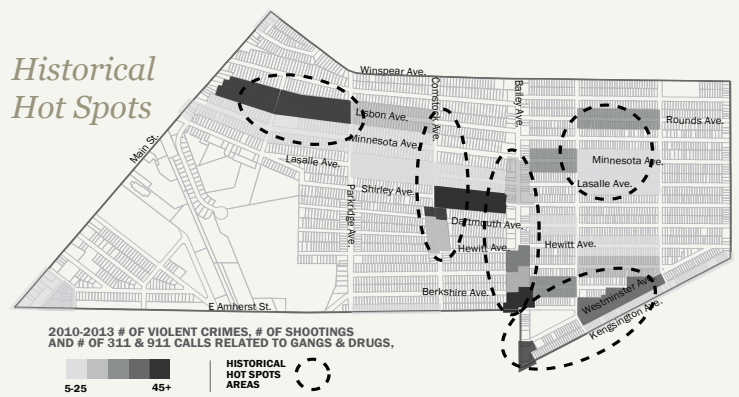 Historical
Hot Spots
Winspear Ave.
Comstock Ave.
Bailey Ave.
Lisbon Ave.
Rounds Ave.
Main St.
Minnesota Ave.
Minnesota Ave.
Lasalle Ave.
Lasalle Ave.
Shirley Ave.
Parkridge Ave.
Dartmouth Ave.
Hewitt Ave.
Hewitt Ave.
Berkshire Ave.
Westminster Ave.
Kengsington Ave.
E Amherst St.
2010-2013 # OF VIOLENT CRIMES, # OF SHOOTINGS
AND # OF 311 & 911 CALLS RELATED TO GANGS & DRUGS,
5-25
45+
HISTORICAL
HOT SPOTS
AREAS